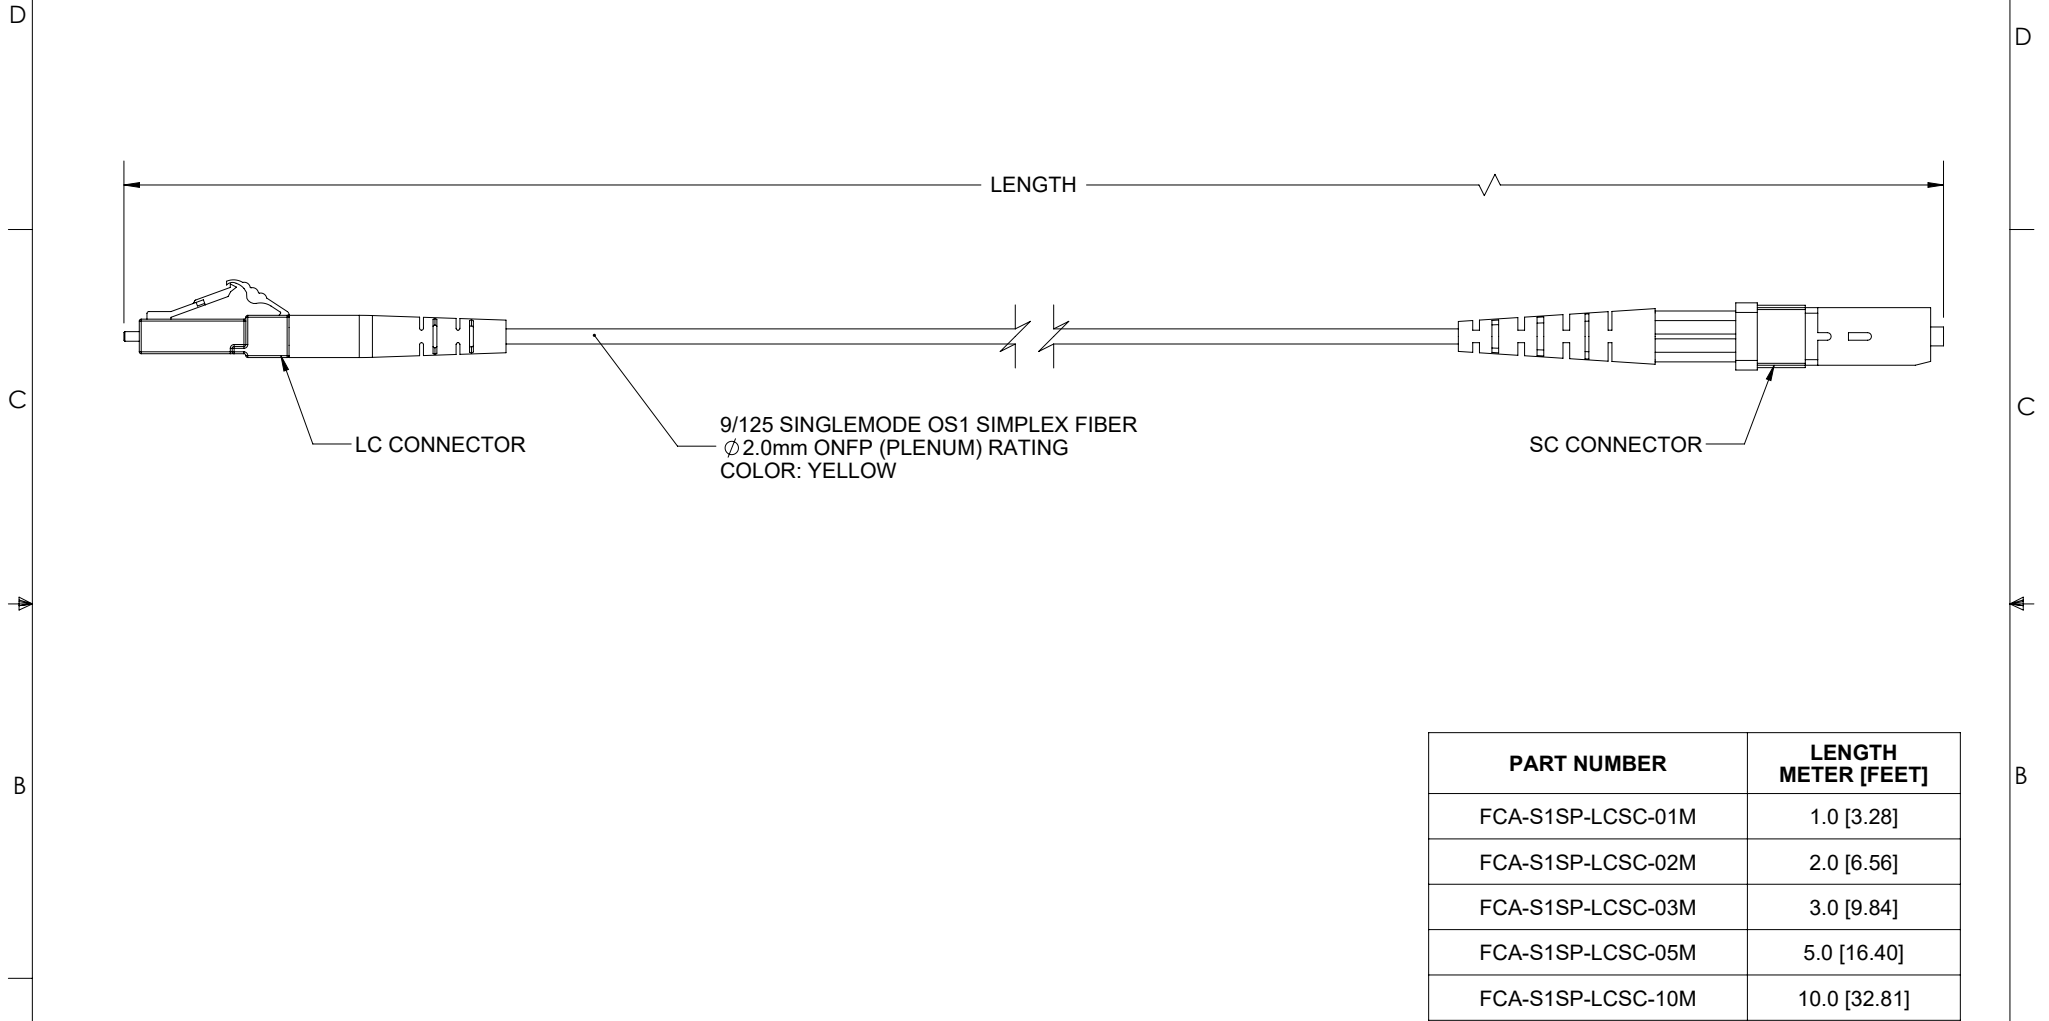 D
D
LENGTH
C
C
LC CONNECTOR
9/125 SINGLEMODE OS1 SIMPLEX FIBER
∅2.0mm ONFP (PLENUM) RATING
COLOR: YELLOW
SC CONNECTOR
B
B
PART NUMBER
LENGTH
METER [FEET]
FCA-S1SP-LCSC-01M 1.0 [3.28]
FCA-S1SP-LCSC-02M 2.0 [6.56]
FCA-S1SP-LCSC-03M 3.0 [9.84]
FCA-S1SP-LCSC-05M 5.0 [16.40]
FCA-S1SP-LCSC-10M 10.0 [32.81]